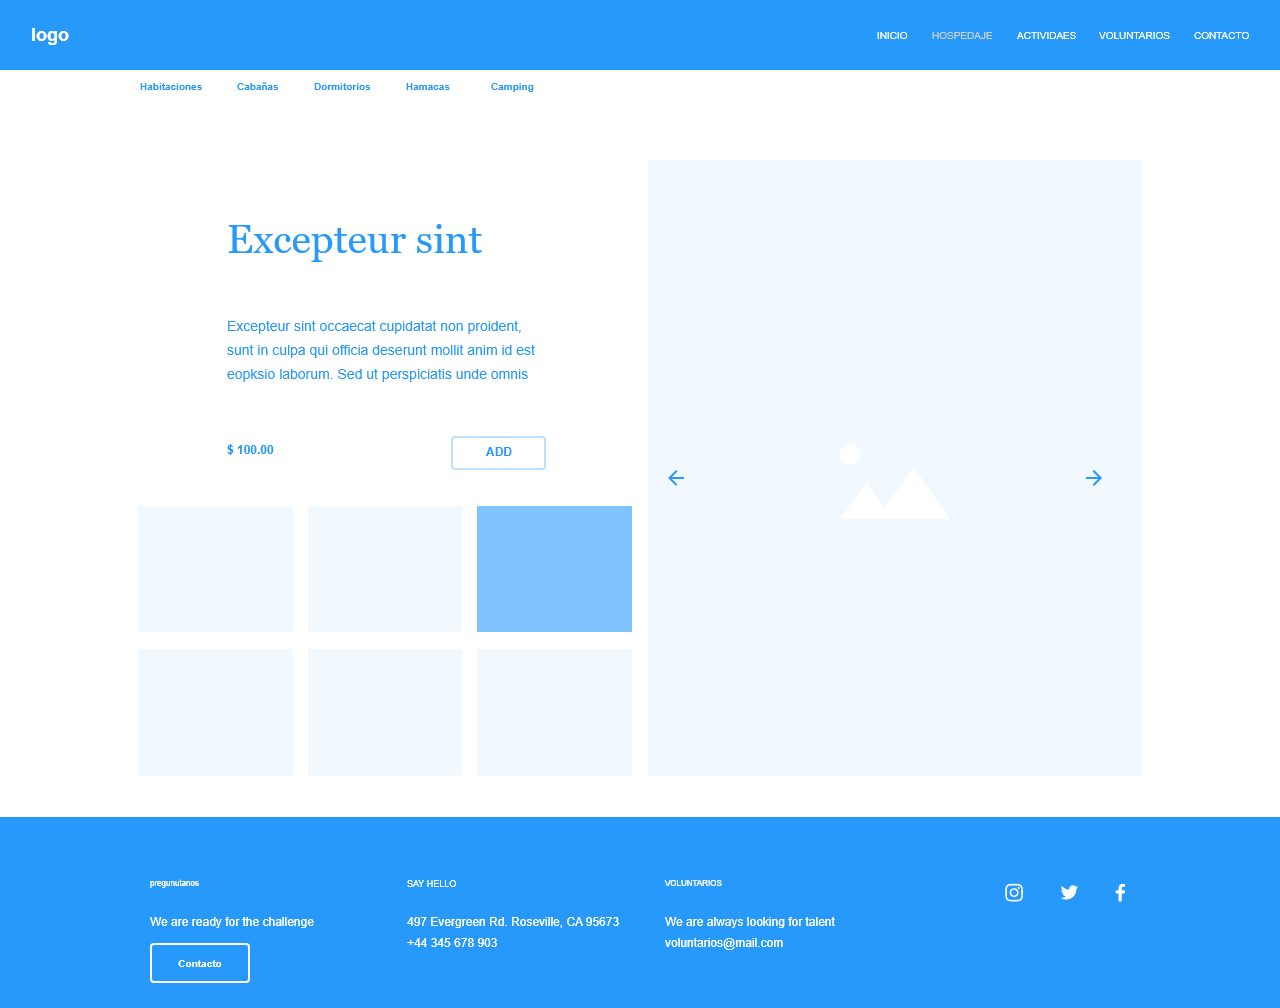 logo
INICIO
HOSPEDAJE
ACTIVIDAES
VOLUNTARIOS
CONTACTO
Habitaciones
Cabañas
Dormitorios
Hamacas
Camping
Excepteur sint
Excepteur sint occaecat cupidatat non proident,
sunt in culpa qui officia deserunt mollit anim id est
eopksio laborum. Sed ut perspiciatis unde omnis
$ 100.00
ADD
pregunutanos
We are ready for the challenge
Contacto
SAY HELLO
497 Evergreen Rd. Roseville, CA 95673
+44 345 678 903
VOLUNTARIOS
We are always looking for talent
voluntarios@mail.com